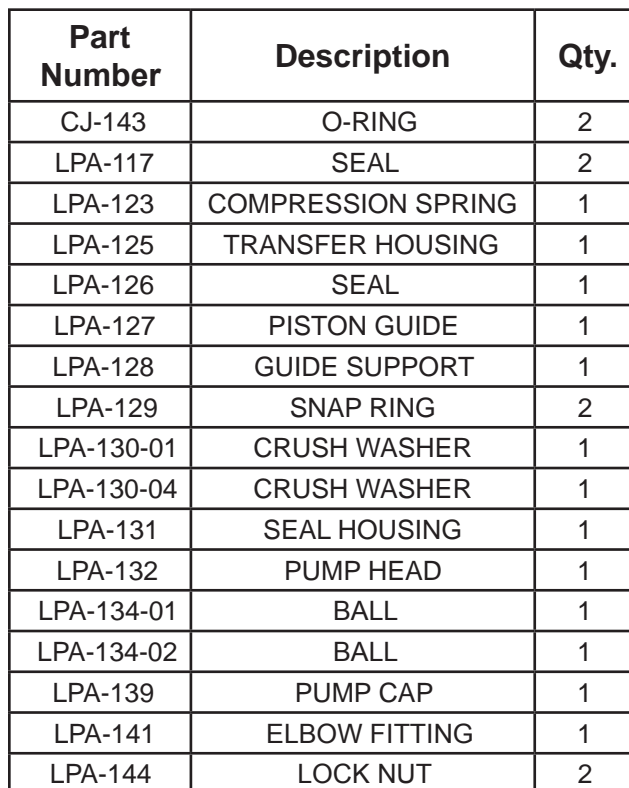 Part Number Description Qty.
CJ-143 O-RING 2
LPA-117 SEAL 2
LPA-123 COMPRESSION SPRING 1
LPA-125 TRANSFER HOUSING 1
LPA-126 SEAL 1
LPA-127 PISTON GUIDE 1
LPA-128 GUIDE SUPPORT 1
LPA-129 SNAP RING 2
LPA-130-01 CRUSH WASHER 1
LPA-130-04 CRUSH WASHER 1
LPA-131 SEAL HOUSING 1
LPA-132 PUMP HEAD 1
LPA-134-01 BALL 1
LPA-134-02 BALL 1
LPA-139 PUMP CAP 1
LPA-141 ELBOW FITTING 1
LPA-144 LOCK NUT 2